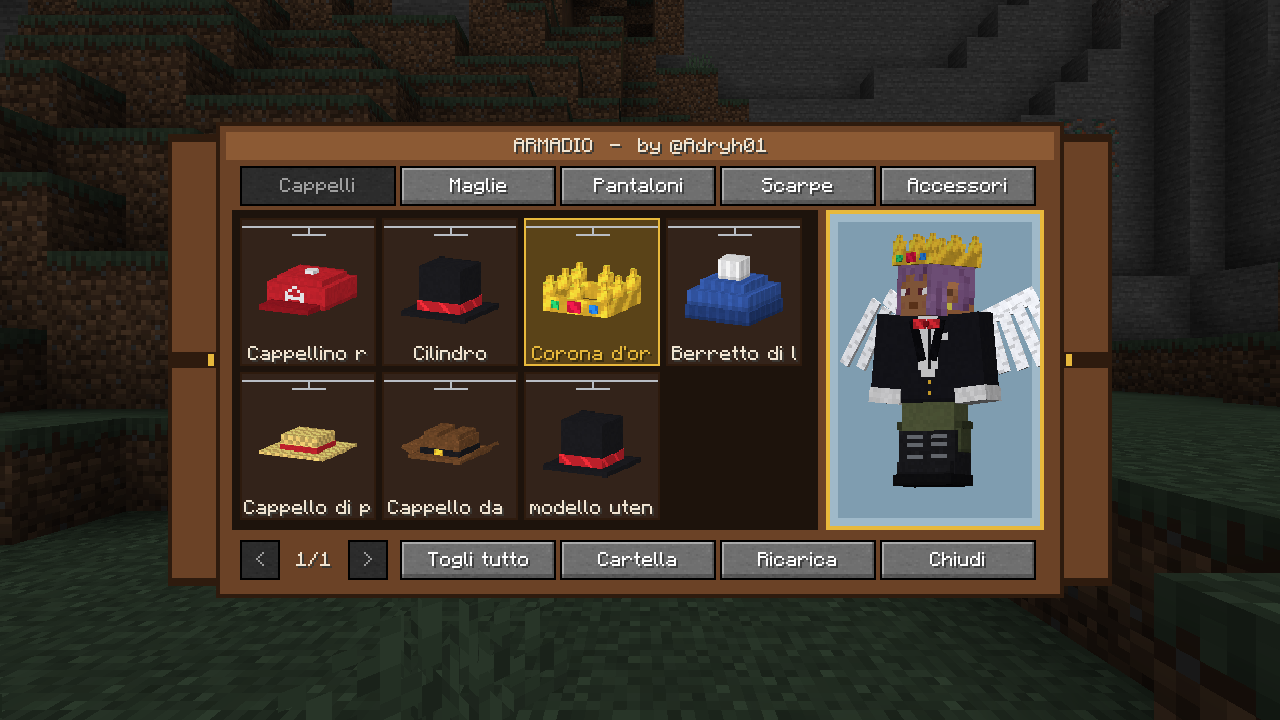 ARMADIO - by @Adryh01
Cappelli Maglie Pantaloni Scarpe Accessori
Cappellino r Cilindro Corona d'or Berretto di l
Cappello di p Cappello da modello uten
< 1/1 > Togli tutto Cartella Ricarica Chiudi